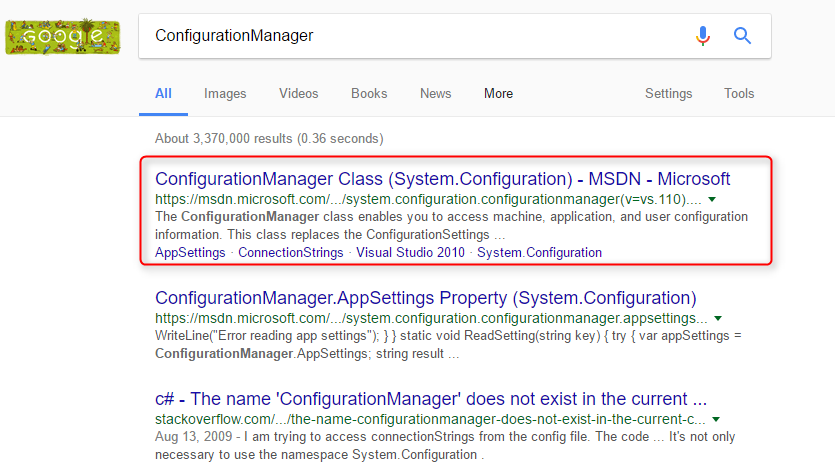 Google
ConfigurationManager
All Images Videos Books News More Settings Tools
About 3,370,000 results (0.36 seconds)
ConfigurationManager Class (System.Configuration) - MSDN - Microsoft
https://msdn.microsoft.com/.../system.configuration.configurationmanager(v=vs.110)....
The ConfigurationManager class enables you to access machine, application, and user configuration
information. This class replaces the ConfigurationSettings ...
AppSettings · ConnectionStrings · Visual Studio 2010 · System.Configuration
ConfigurationManager.AppSettings Property (System.Configuration)
https://msdn.microsoft.com/.../system.configuration.configurationmanager.appsettings...
WriteLine("Error reading app settings"); } } static void ReadSetting(string key) { try { var appSettings =
ConfigurationManager.AppSettings; string result ...
c# - The name 'ConfigurationManager' does not exist in the current ...
stackoverflow.com/.../the-name-configurationmanager-does-not-exist-in-the-current-c...
Aug 13, 2009 - I am trying to access connectionStrings from the config file. The code ... It's not only
necessary to use the namespace System.Configuration .